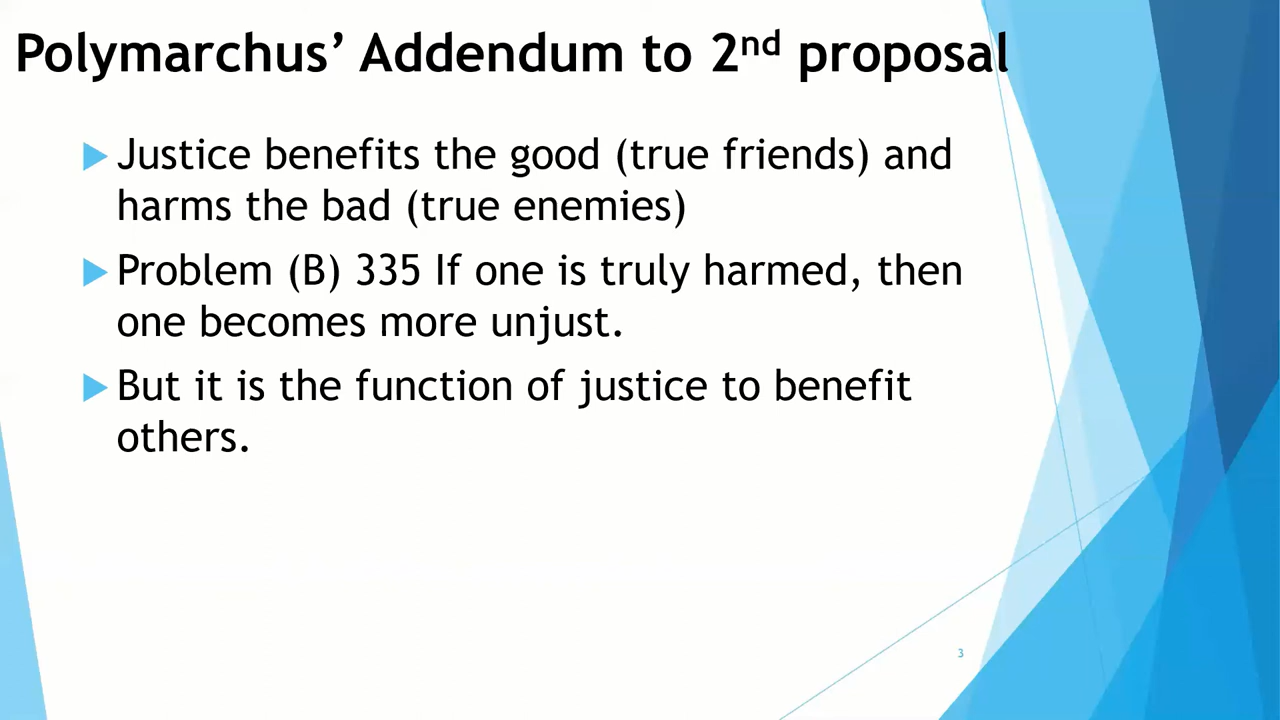 Polymarchus’ Addendum to 2nd proposal
Justice benefits the good (true friends) and
harms the bad (true enemies)
Problem (B) 335 If one is truly harmed, then
one becomes more unjust.
But it is the function of justice to benefit
others.
3